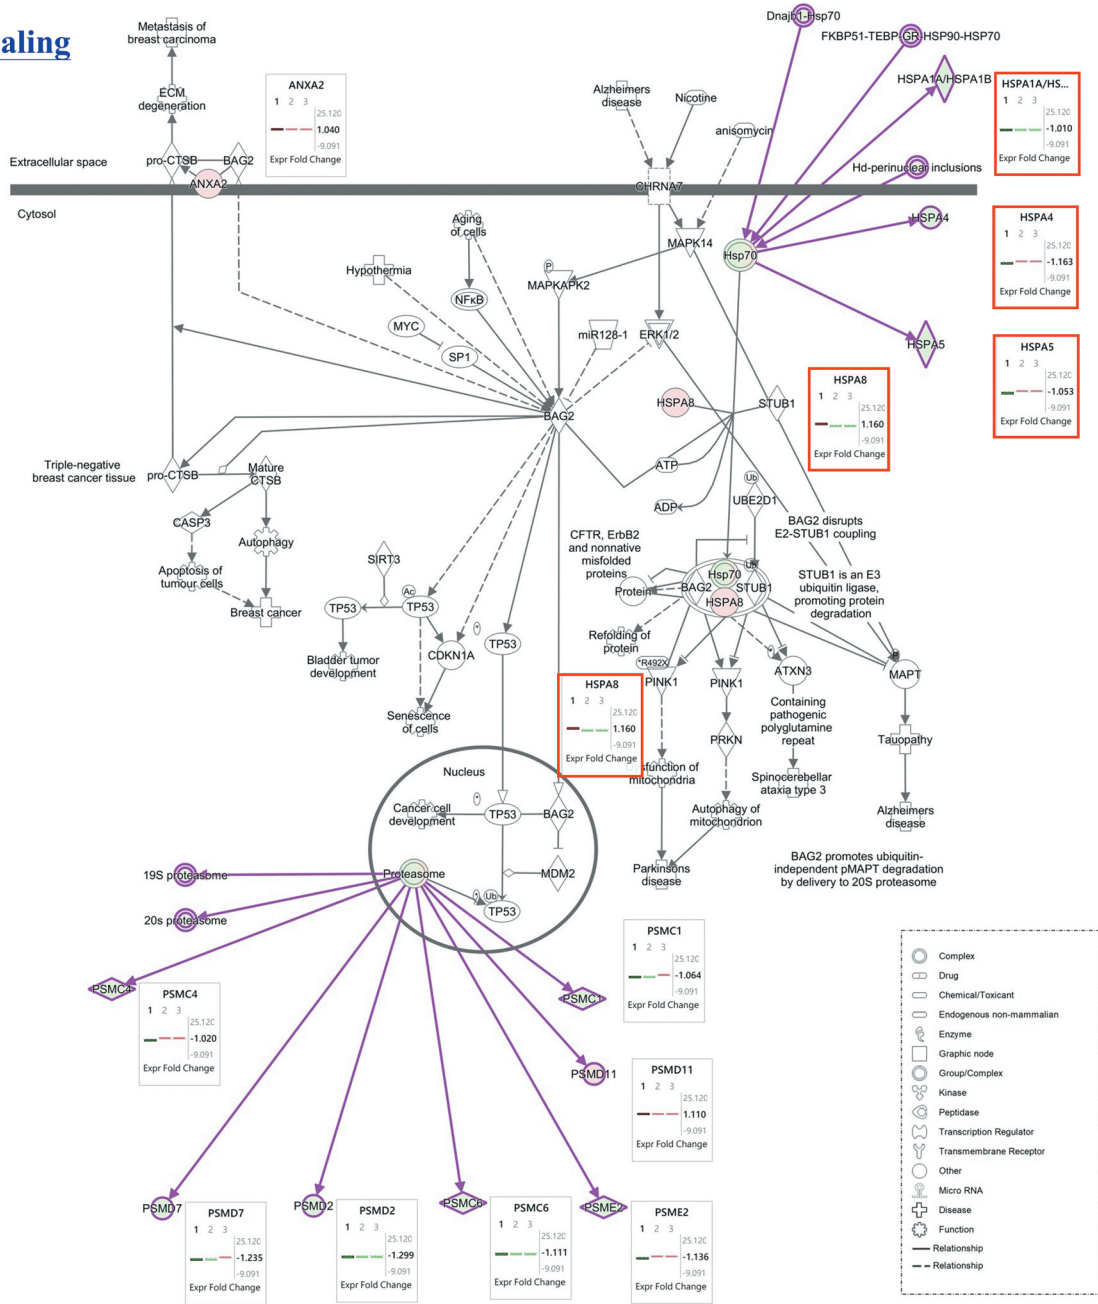 aling
Metastasis of
breast carcinoma
ECM
degeneration
pro-CTSB
BAG2
ANXA2
Extracellular space
Cytosol
ANXA2
1 2 3
25.120
1.040
-9.091
Expr Fold Change
Alzheimers
disease
Nicotine
anisomycin
CHRNA7
Dnajb1-Hsp70
FKBP51-TEBP-GR-HSP90-HSP70
HSPA1A/HSPA1B
Hd-perinuclear inclusions
HSPA4
Hsp70
HSPA5
HSPA1A/HS...
1 2 3
25.120
-1.010
-9.091
Expr Fold Change
HSPA4
1 2 3
25.120
-1.163
-9.091
Expr Fold Change
HSPA5
1 2 3
25.120
-1.053
-9.091
Expr Fold Change
Aging
of cells
Hypothermia
NFκB
MYC
SP1
P
MAPKAPK2
MAPK14
miR128-1
ERK1/2
BAG2
HSPA8
STUB1
HSPA8
1 2 3
25.120
1.160
-9.091
Expr Fold Change
Triple-negative
breast cancer tissue
pro-CTSB
Mature
CTSB
CASP3
Autophagy
Apoptosis of
tumour cells
Breast cancer
ATP
ADP
Ub
UBE2D1
BAG2 disrupts
E2-STUB1 coupling
CFTR, ErbB2
and nonnative
misfolded
proteins
Protein
Hsp70
Ub
BAG2
STUB1
HSPA8
STUB1 is an E3
ubiquitin ligase,
promoting protein
degradation
SIRT3
Ac
TP53
TP53
*
TP53
CDKN1A
Bladder tumor
development
Senescence
of cells
Refolding of
protein
*R492X
PINK1
PINK1
*
ATXN3
P
MAPT
HSPA8
1 2 3
25.120
1.160
-9.091
Expr Fold Change
PRKN
Containing
pathogenic
polyglutamine
repeat
Tauopathy
sfunction of
mitochondria
Autophagy of
mitochondrion
Spinocerebellar
ataxia type 3
Alzheimers
disease
Parkinsons
disease
BAG2 promotes ubiquitin-
independent pMAPT degradation
by delivery to 20S proteasome
Nucleus
Cancer cell
development
*
TP53
BAG2
MDM2
Proteasome
*
Ub
TP53
19S proteasome
20s proteasome
PSMC4
PSMC4
1 2 3
25.120
-1.020
-9.091
Expr Fold Change
PSMC1
PSMC1
1 2 3
25.120
-1.064
-9.091
Expr Fold Change
PSMD11
PSMD11
1 2 3
25.120
1.110
-9.091
Expr Fold Change
PSMD7
PSMD7
1 2 3
25.120
-1.235
-9.091
Expr Fold Change
PSMD2
PSMD2
1 2 3
25.120
-1.299
-9.091
Expr Fold Change
PSMC6
PSMC6
1 2 3
25.120
-1.111
-9.091
Expr Fold Change
PSME2
PSME2
1 2 3
25.120
-1.136
-9.091
Expr Fold Change
Complex
Drug
Chemical/Toxicant
Endogenous non-mammalian
Enzyme
Graphic node
Group/Complex
Kinase
Peptidase
Transcription Regulator
Transmembrane Receptor
Other
Micro RNA
Disease
Function
Relationship
Relationship